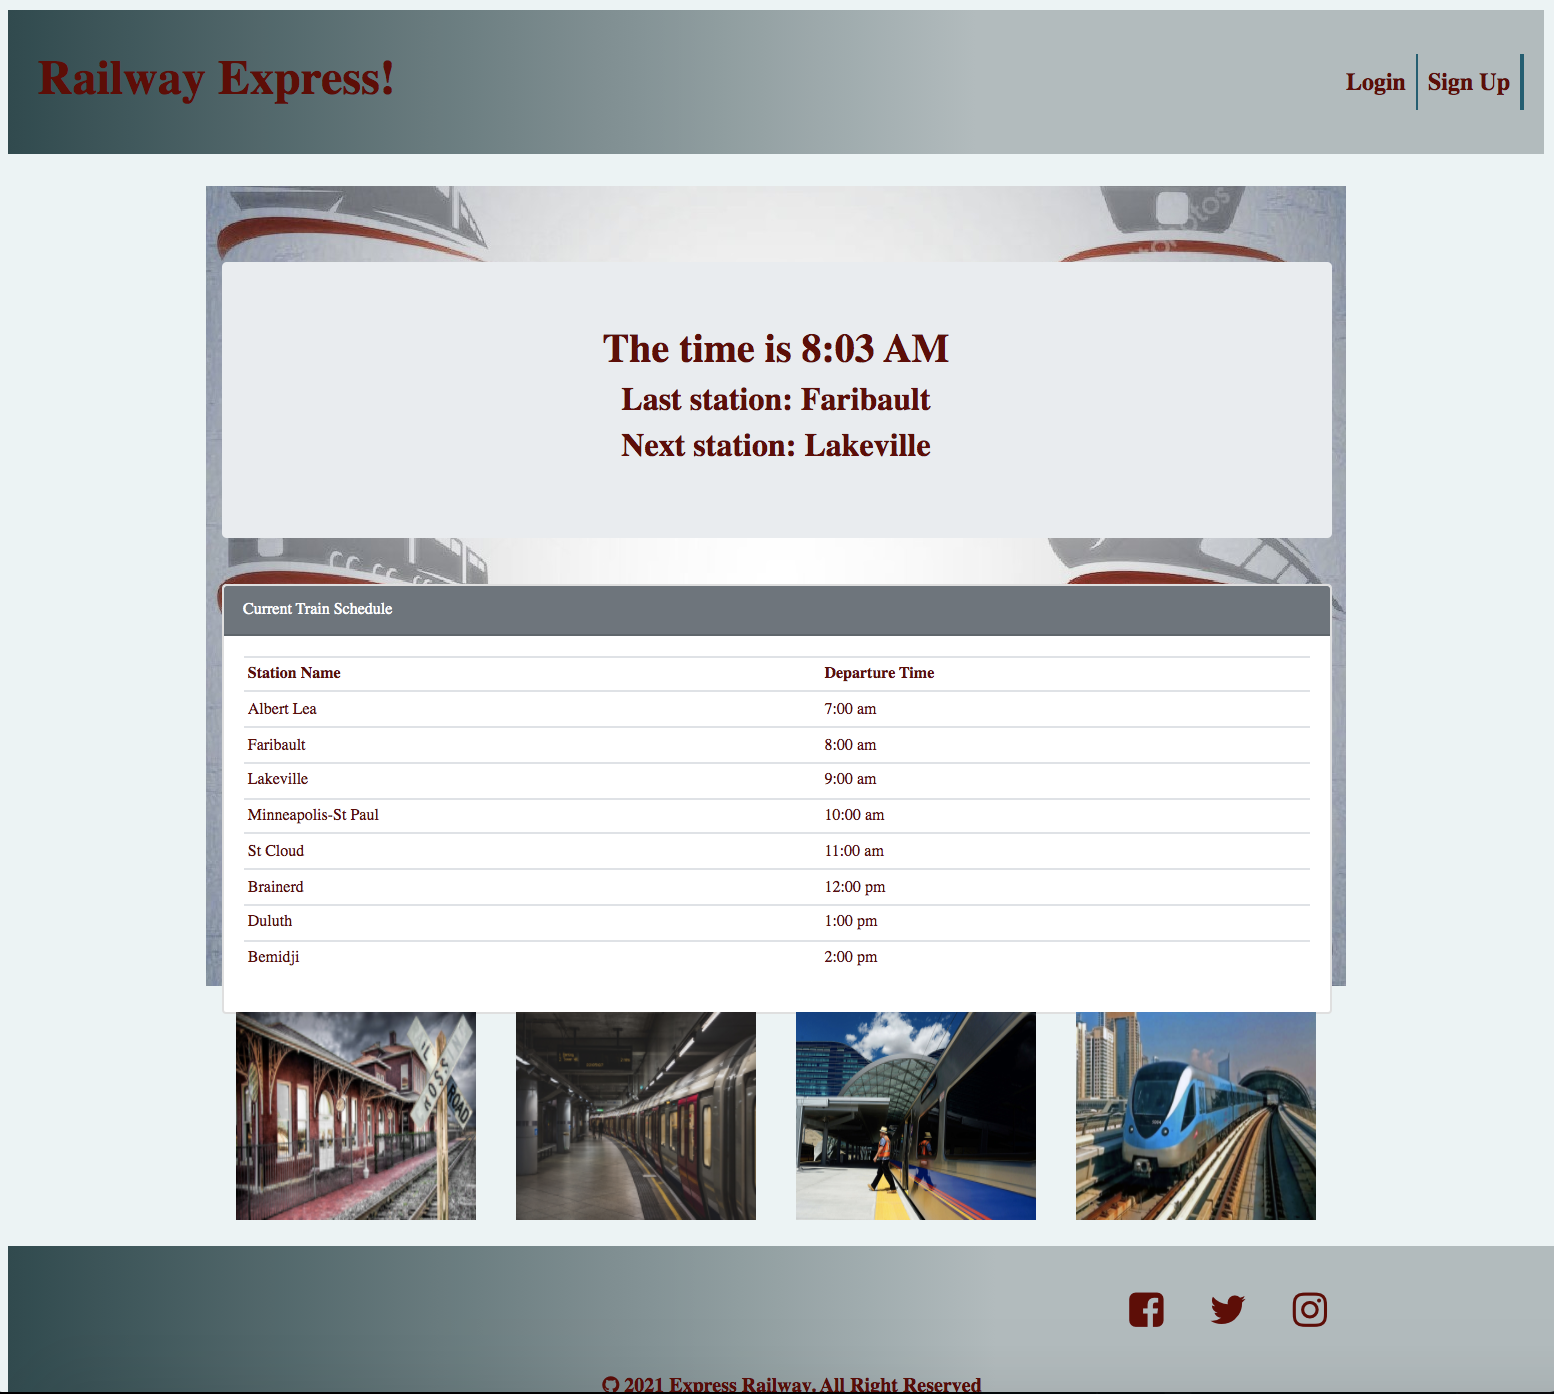 Railway Express!
Login
Sign Up
The time is 8:03 AM
Last station: Faribault
Next station: Lakeville
Current Train Schedule
Station Name Departure Time
Albert Lea 7:00 am
Faribault 8:00 am
Lakeville 9:00 am
Minneapolis-St Paul 10:00 am
St Cloud 11:00 am
Brainerd 12:00 pm
Duluth 1:00 pm
Bemidji 2:00 pm
ROAD
2021 Express Railway. All Right Reserved